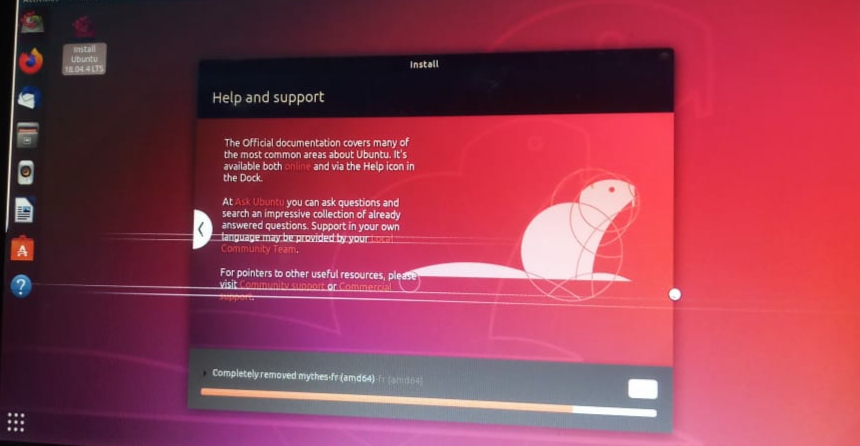 Install
Ubuntu
18.04.4 LTS
Install
Help and support
The Official documentation covers many of
the most common areas about Ubuntu. It's
available both online and via the Help icon in
the Dock.
At Ask Ubuntu you can ask questions and
search an impressive collection of already
answered questions. Support in your own
language may be provided by your Local
Community Team.
For pointers to other useful resources, please
visit Community support or Commercial
support.
Completely removed mythes-fr (amd64) fr (amd64)